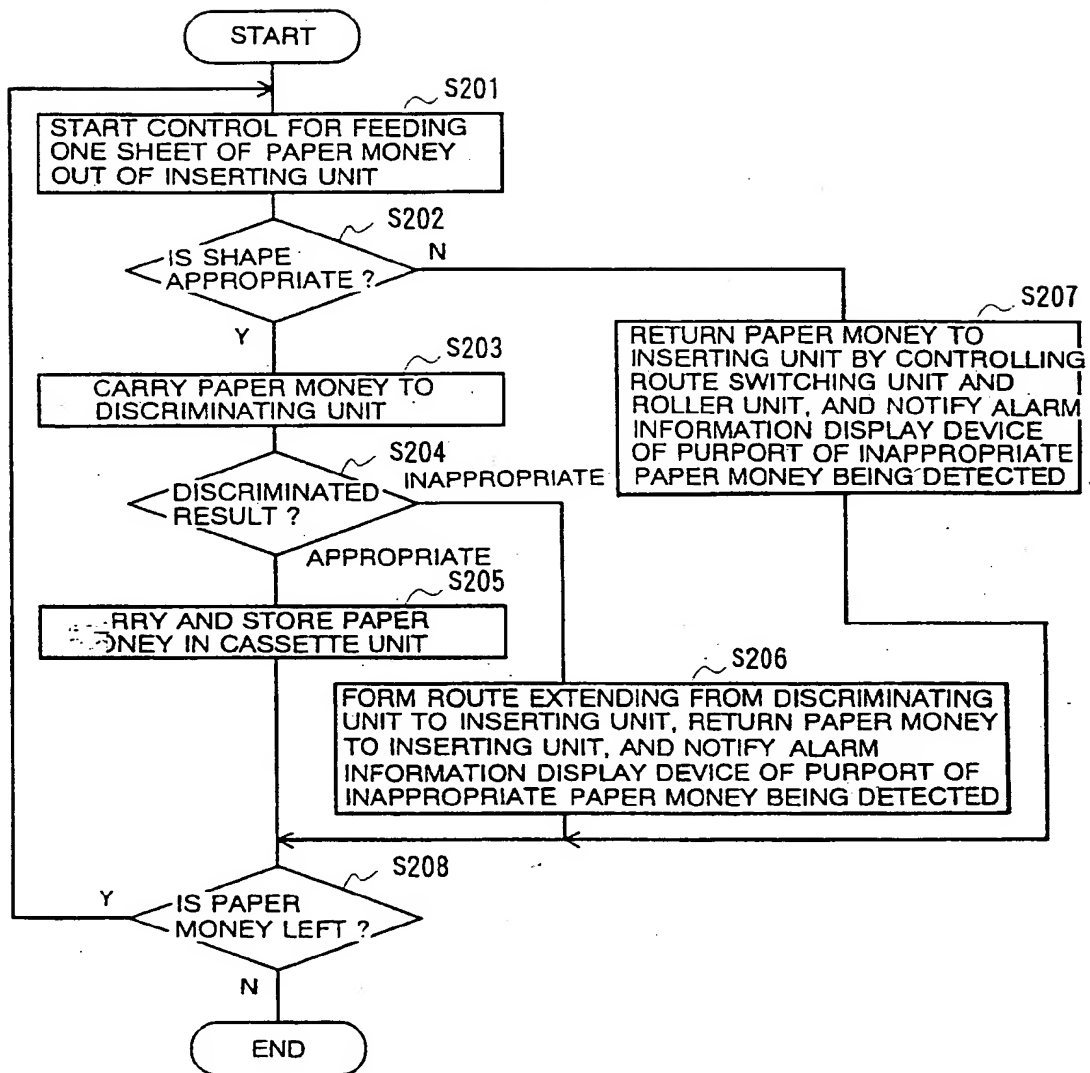 START
S201
START CONTROL FOR FEEDING
ONE SHEET OF PAPER MONEY
OUT OF INSERTING UNIT
S202
IS SHAPE
APPROPRIATE ?
N
Y
S207
RETURN PAPER MONEY TO
INSERTING UNIT BY CONTROLLING
ROUTE SWITCHING UNIT AND
ROLLER UNIT, AND NOTIFY ALARM
INFORMATION DISPLAY DEVICE
OF PURPORT OF INAPPROPRIATE
PAPER MONEY BEING DETECTED
S203
CARRY PAPER MONEY TO
DISCRIMINATING UNIT
S204
INAPPROPRIATE
DISCRIMINATED
RESULT ?
APPROPRIATE
S205
AND STORE PAPER
IN CASSETTE UNIT
S206
FORM ROUTE EXTENDING FROM DISCRIMINATING
UNIT TO INSERTING UNIT, RETURN PAPER MONEY
TO INSERTING UNIT, AND NOTIFY ALARM
INFORMATION DISPLAY DEVICE OF PURPORT OF
INAPPROPRIATE PAPER MONEY BEING DETECTED
S208
Y
IS PAPER
MONEY LEFT ?
N
END